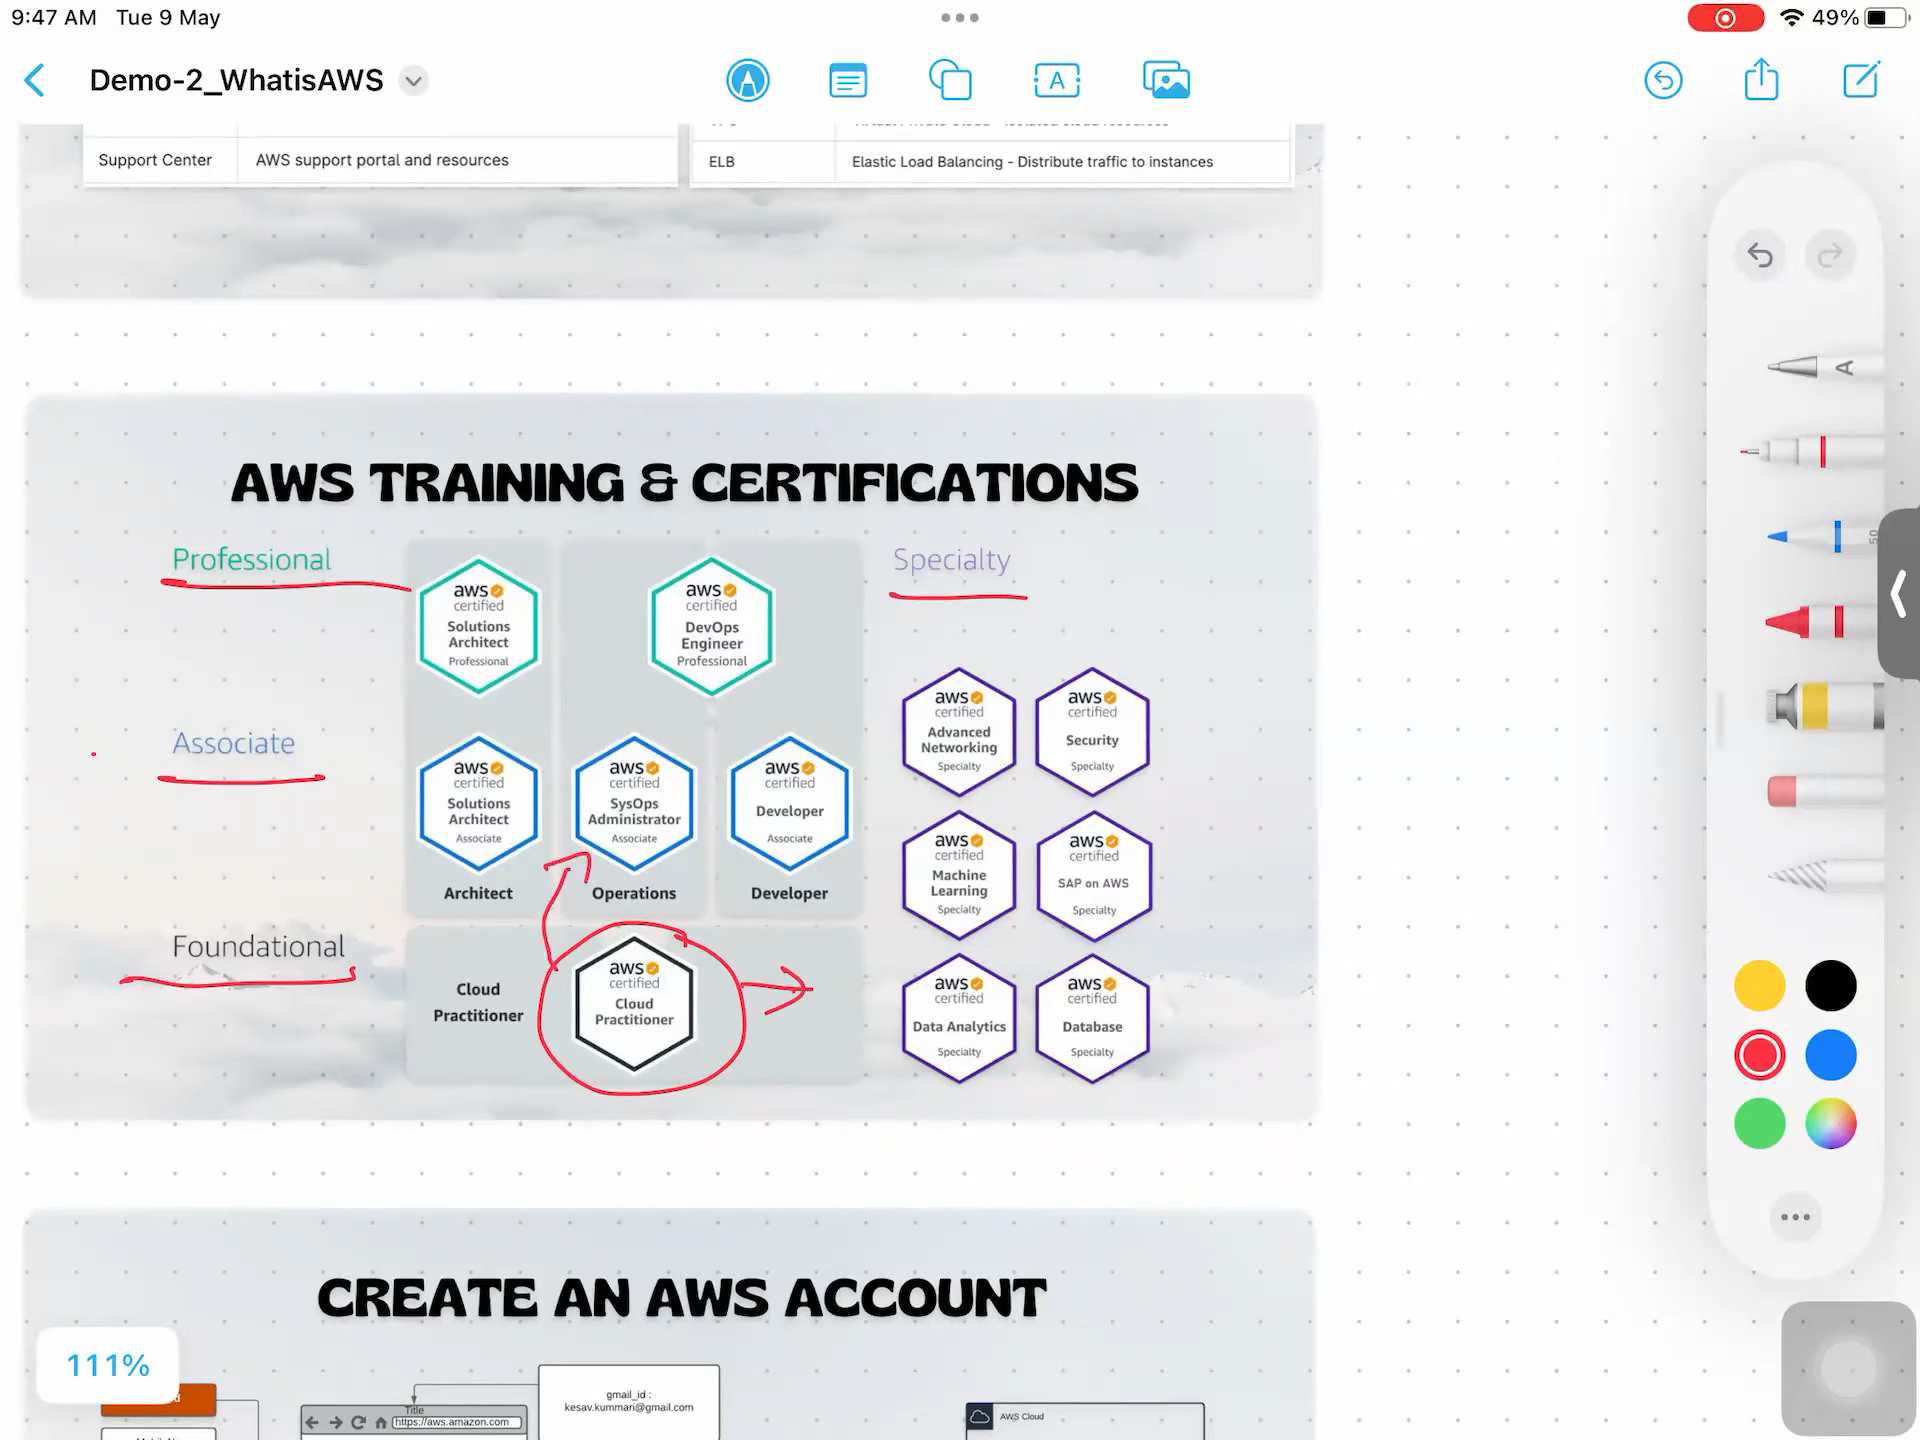 9:47 AM Tue 9 May
49%
Demo-2_WhatisAWS
Support Center
AWS support portal and resources
ELB
Elastic Load Balancing - Distribute traffic to instances
AWS TRAINING & CERTIFICATIONS
Professional
aws certified Solutions Architect Professional
aws certified DevOps Engineer Professional
Specialty
aws certified Advanced Networking Specialty
aws certified Security Specialty
Associate
aws certified Solutions Architect Associate
aws certified SysOps Administrator Associate
aws certified Developer Associate
aws certified Machine Learning Specialty
aws certified SAP on AWS Specialty
Architect
Operations
Developer
Foundational
Cloud Practitioner
aws certified Cloud Practitioner
aws certified Data Analytics Specialty
aws certified Database Specialty
CREATE AN AWS ACCOUNT
111%
gmail_id :
kesav.kummari@gmail.com
Title
https://aws.amazon.com
AWS Cloud
A
A
50